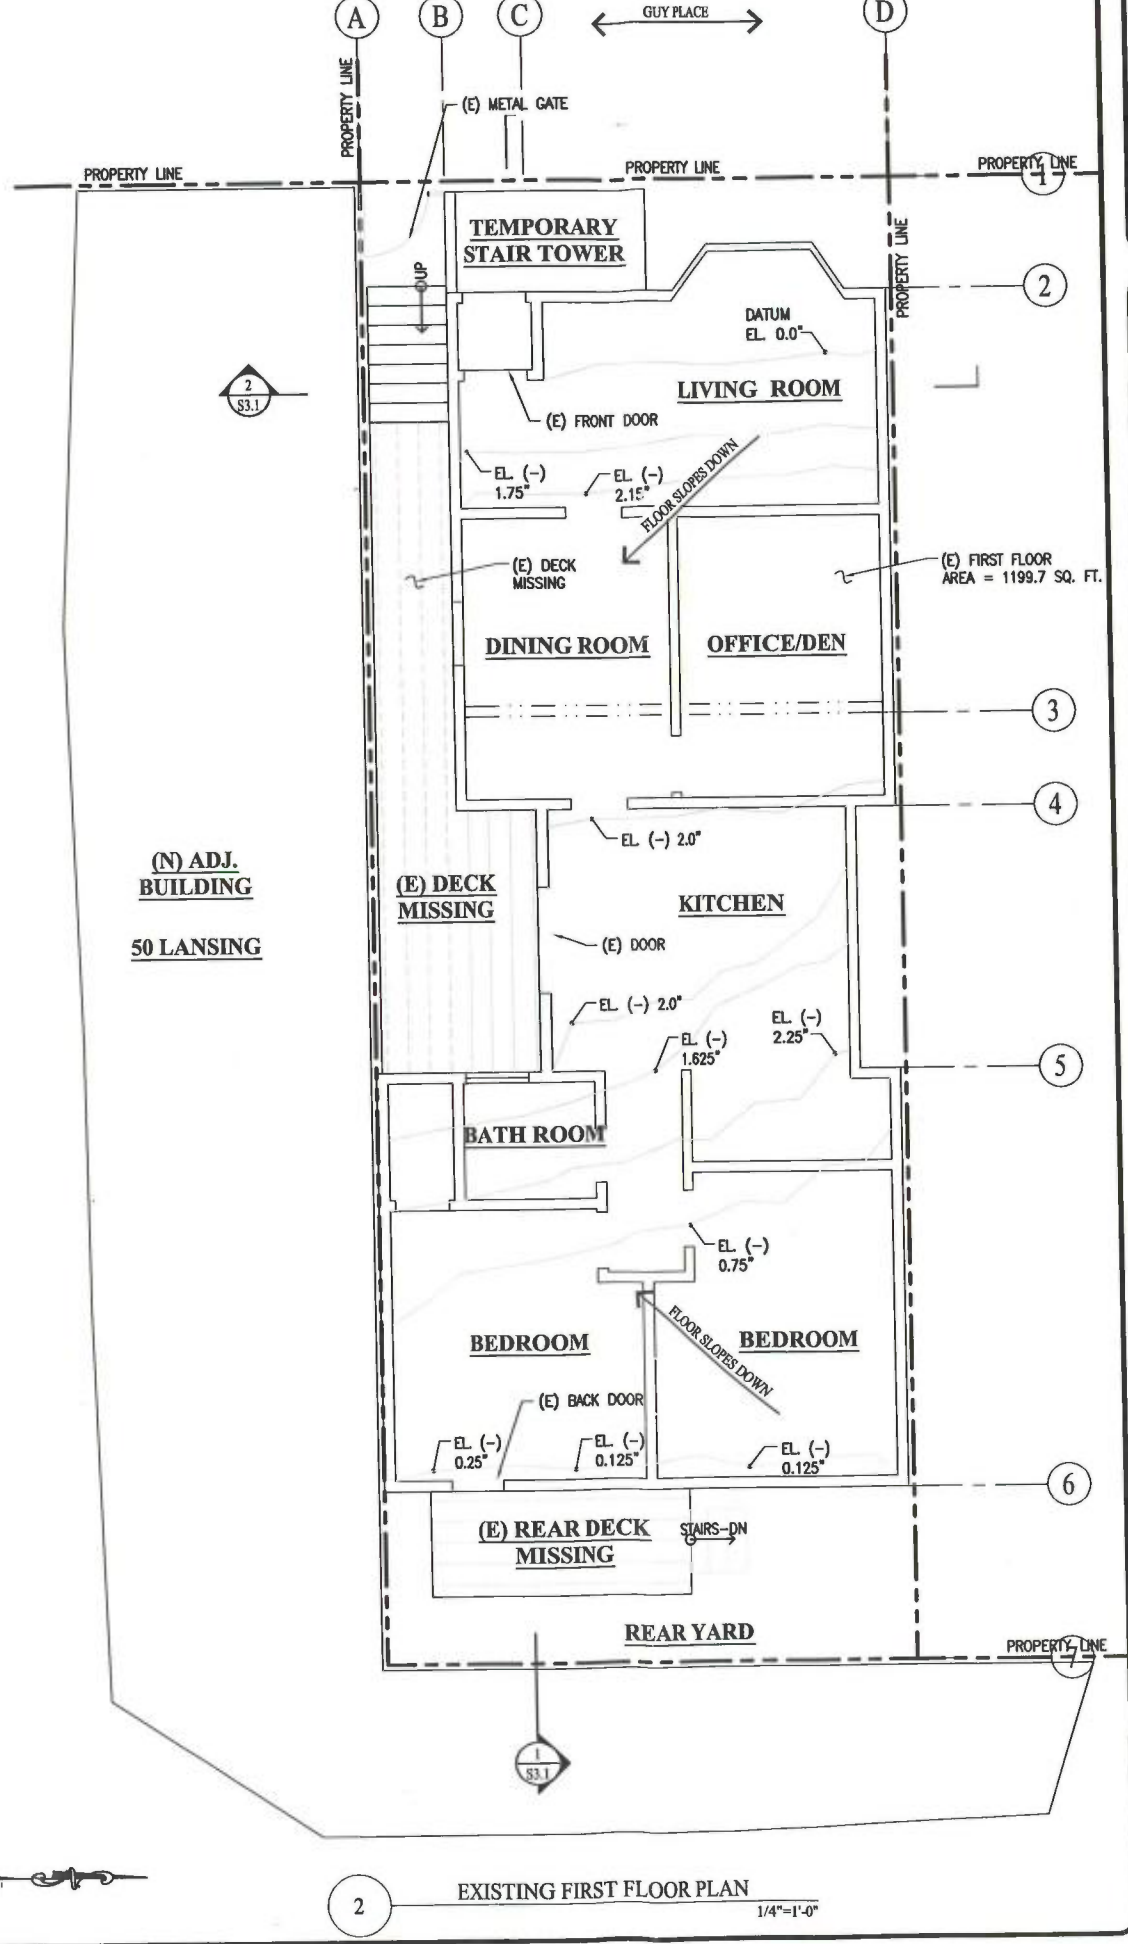 A
B
C
GUY PLACE
D
PROPERTY LINE
(E) METAL GATE
PROPERTY LINE
PROPERTY LINE
PROPERTY LINE
1
TEMPORARY
STAIR TOWER
PROPERTY LINE
UP
2
DATUM
EL. 0.0"
2
S3.1
LIVING ROOM
(E) FRONT DOOR
EL. (-)
1.75"
EL. (-)
2.15"
FLOOR SLOPES DOWN
(E) DECK
MISSING
(E) FIRST FLOOR
AREA = 1199.7 SQ. FT.
DINING ROOM
OFFICE/DEN
3
4
EL. (-) 2.0"
(N) ADJ.
BUILDING
50 LANSING
(E) DECK
MISSING
KITCHEN
(E) DOOR
EL. (-) 2.0"
EL. (-)
1.625"
EL. (-)
2.25"
5
BATH ROOM
EL. (-)
0.75"
FLOOR SLOPES DOWN
BEDROOM
BEDROOM
(E) BACK DOOR
EL. (-)
0.25"
EL. (-)
0.125"
EL. (-)
0.125"
6
(E) REAR DECK
MISSING
STAIRS-DN
REAR YARD
PROPERTY LINE
7
1
S3.1
2
EXISTING FIRST FLOOR PLAN
1/4"=1'-0"